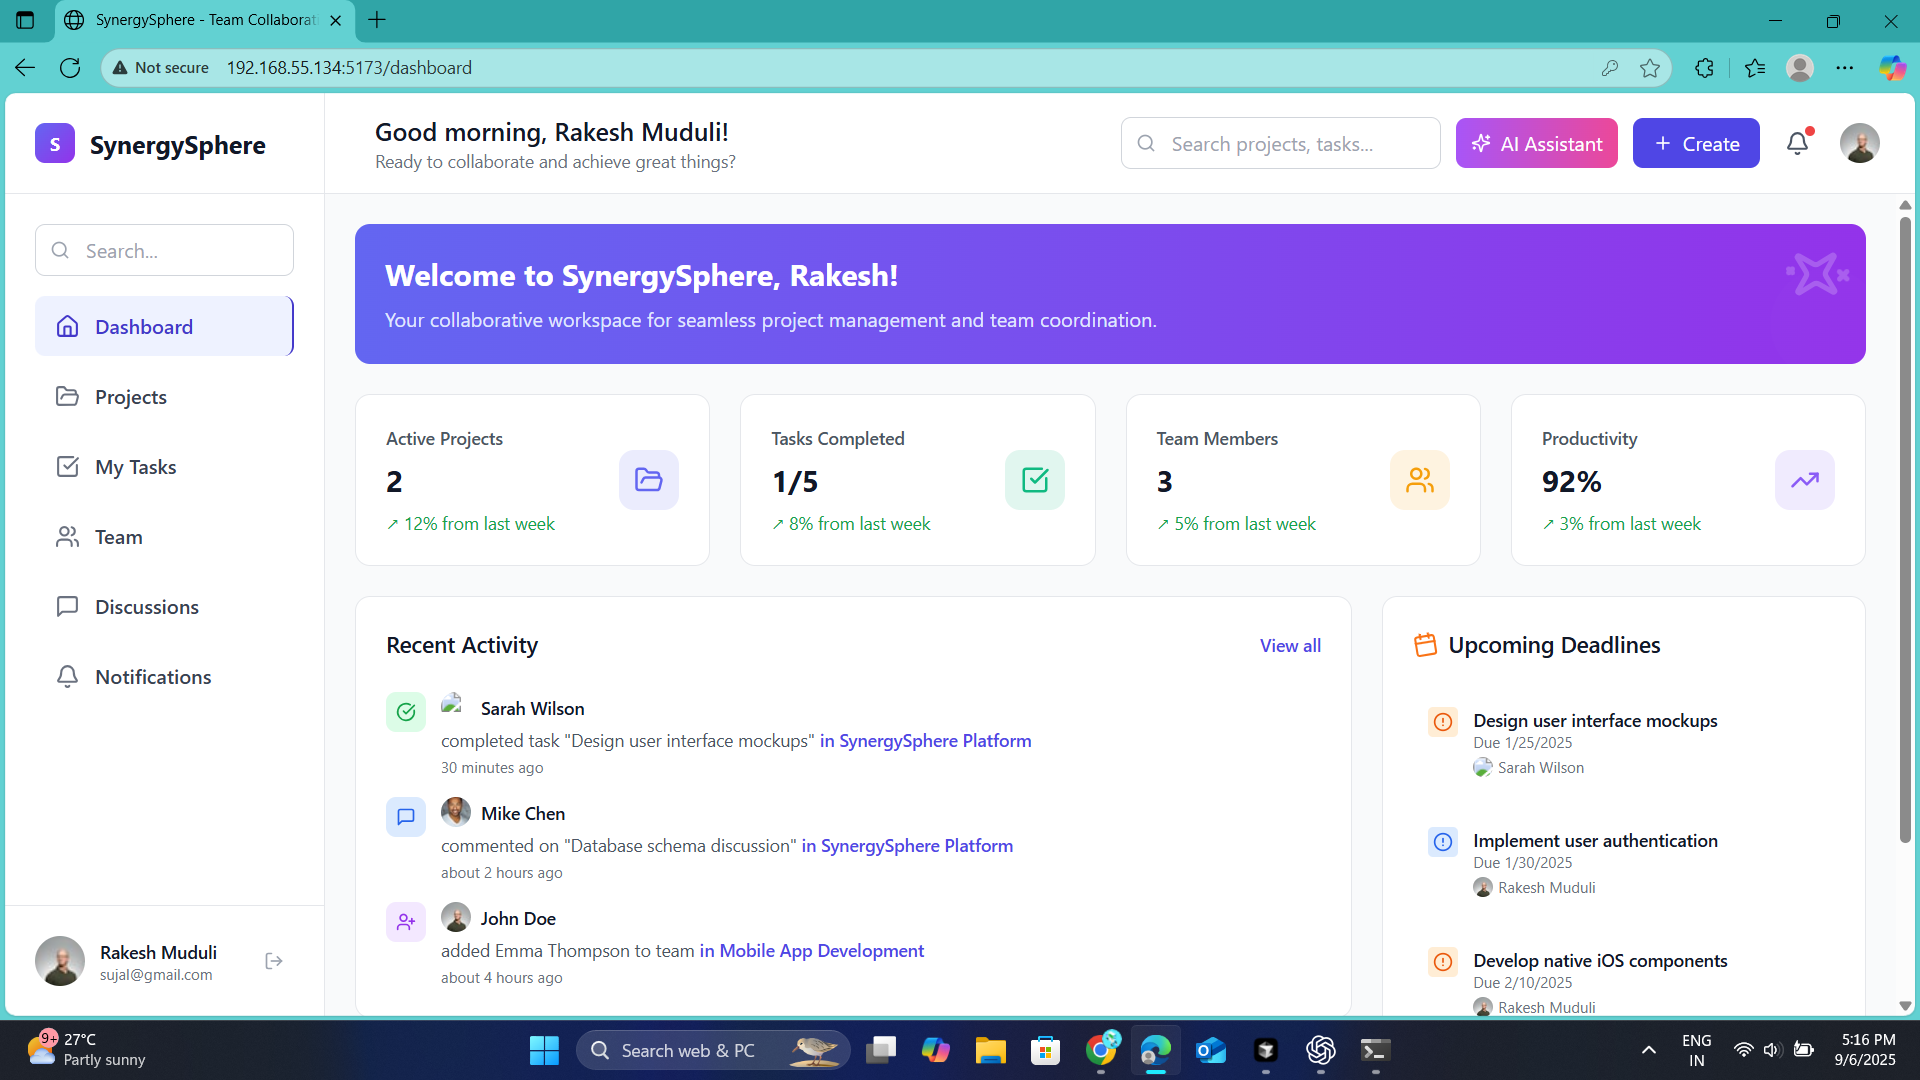 SynergySphere - Team Collaborati
Not secure
192.168.55.134:5173/dashboard
S
SynergySphere
Good morning, Rakesh Muduli!
Ready to collaborate and achieve great things?
Search projects, tasks...
AI Assistant
Create
Search...
Dashboard
Projects
My Tasks
Team
Discussions
Notifications
Rakesh Muduli
sujal@gmail.com
Welcome to SynergySphere, Rakesh!
Your collaborative workspace for seamless project management and team coordination.
Active Projects
2
↗ 12% from last week
Tasks Completed
1/5
↗ 8% from last week
Team Members
3
↗ 5% from last week
Productivity
92%
↗ 3% from last week
Recent Activity
View all
Sarah Wilson
completed task "Design user interface mockups" in SynergySphere Platform
30 minutes ago
Mike Chen
commented on "Database schema discussion" in SynergySphere Platform
about 2 hours ago
John Doe
added Emma Thompson to team in Mobile App Development
about 4 hours ago
Upcoming Deadlines
Design user interface mockups
Due 1/25/2025
Sarah Wilson
Implement user authentication
Due 1/30/2025
Rakesh Muduli
Develop native iOS components
Due 2/10/2025
Rakesh Muduli
9+
27°C
Partly sunny
Search web & PC
ENG
IN
5:16 PM
9/6/2025